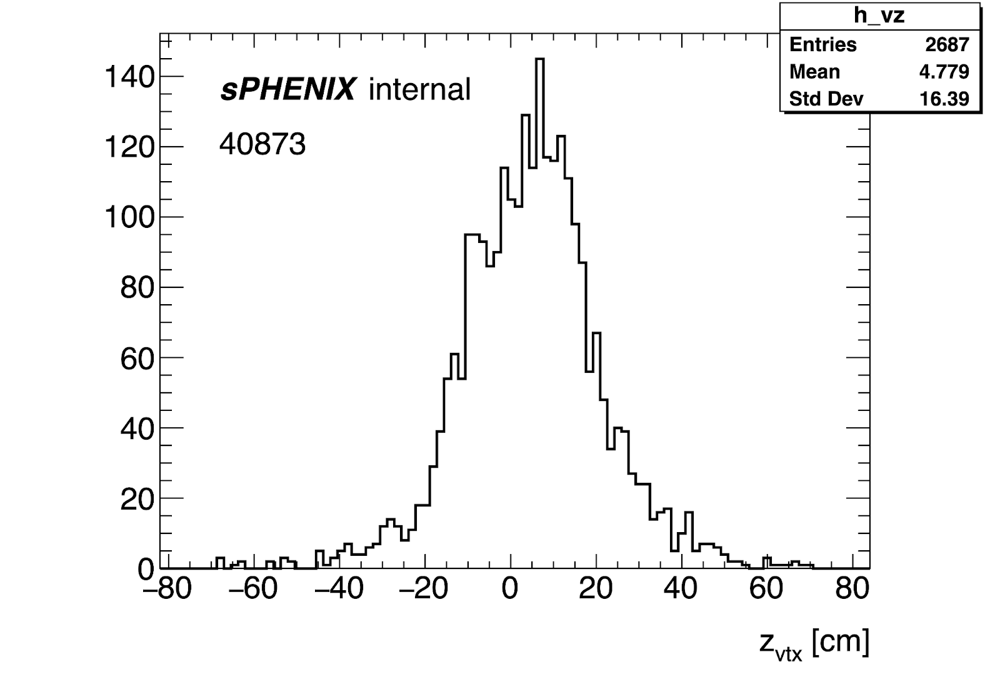 h_vz
Entries 2687
Mean 4.779
Std Dev 16.39
sPHENIX internal
40873
140
120
100
80
60
40
20
0
−80 −60 −40 −20 0 20 40 60 80
z_vtx [cm]